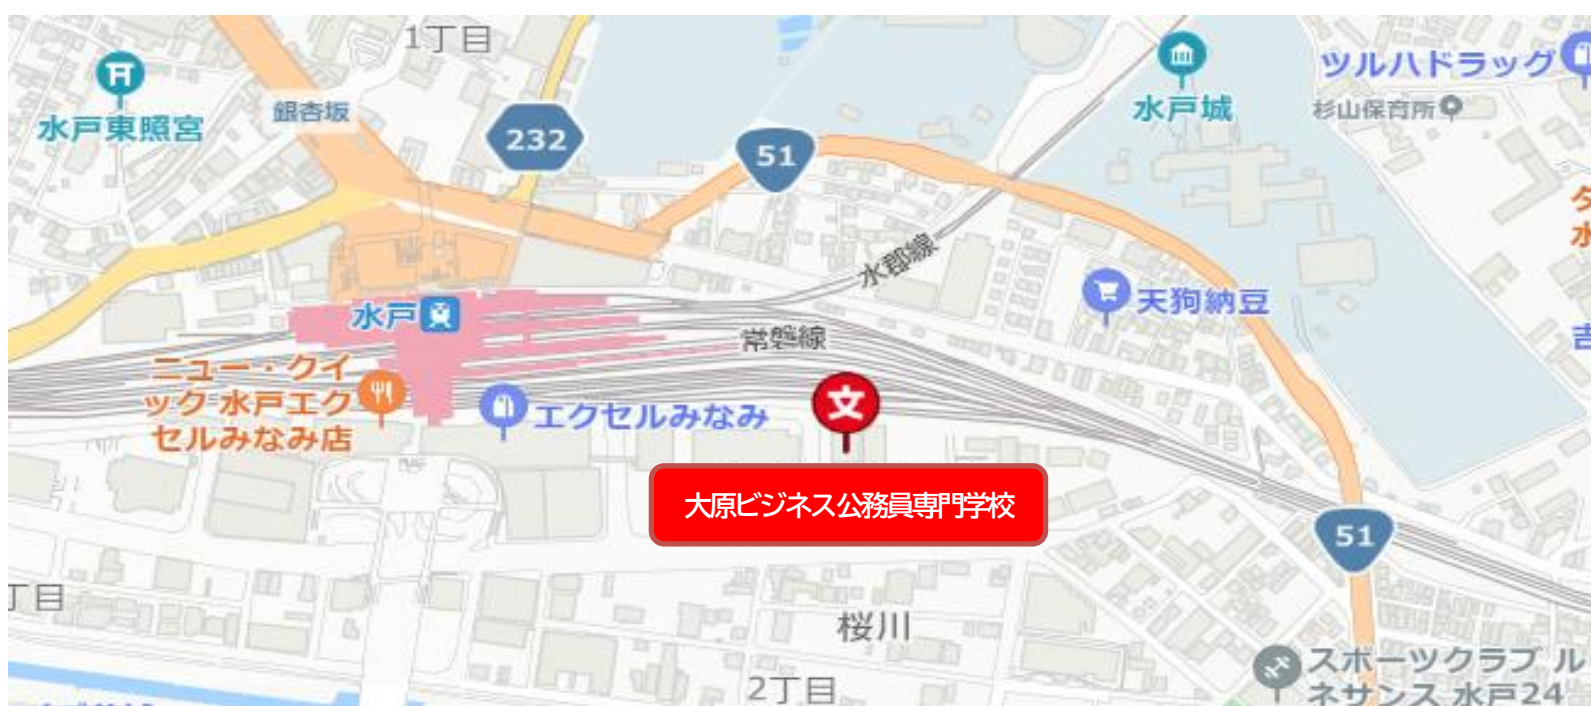 1丁目
水戸東照宮
銀杏坂
232
51
水戸城
ツルハドラッグ
杉山保育所
水郡線
天狗納豆
水戸
常磐線
ニュー・クイ
ック 水戸エク
セルみなみ店
エクセルみなみ
文
大原ビジネス公務員専門学校
51
丁目
桜川
2丁目
スポーツクラブ ル
ネサンス 水戸24